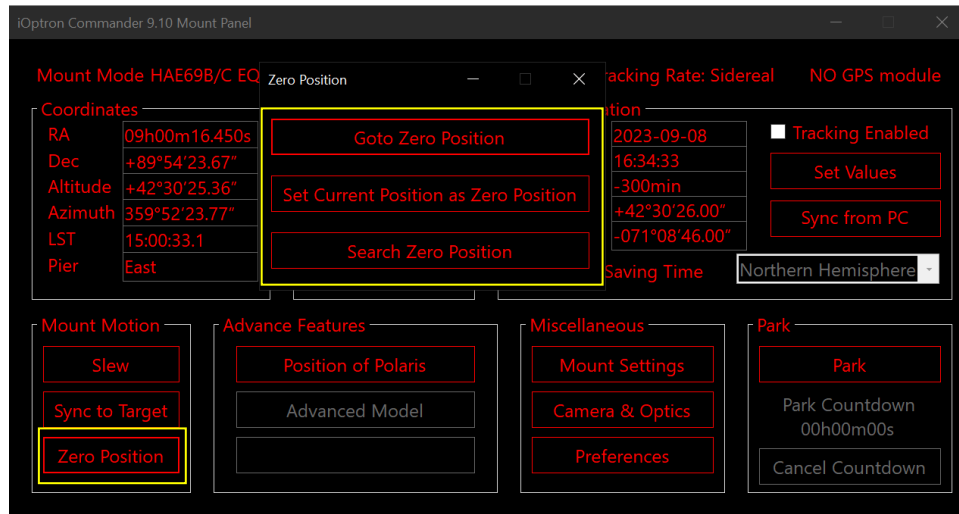 iOptron Commander 9.10 Mount Panel
Mount Mode HAE69B/C EQ
Zero Position
racking Rate: Sidereal
NO GPS module
Coordinates
RA 09h00m16.450s
Dec +89°54'23.67"
Altitude +42°30'25.36"
Azimuth 359°52'23.77"
LST 15:00:33.1
Pier East
Goto Zero Position
Set Current Position as Zero Position
Search Zero Position
tion
2023-09-08
16:34:33
-300min
+42°30'26.00"
-071°08'46.00"
Saving Time
Northern Hemisphere
Tracking Enabled
Set Values
Sync from PC
Mount Motion
Slew
Sync to Target
Zero Position
Advance Features
Position of Polaris
Advanced Model
Miscellaneous
Mount Settings
Camera & Optics
Preferences
Park
Park
Park Countdown
00h00m00s
Cancel Countdown